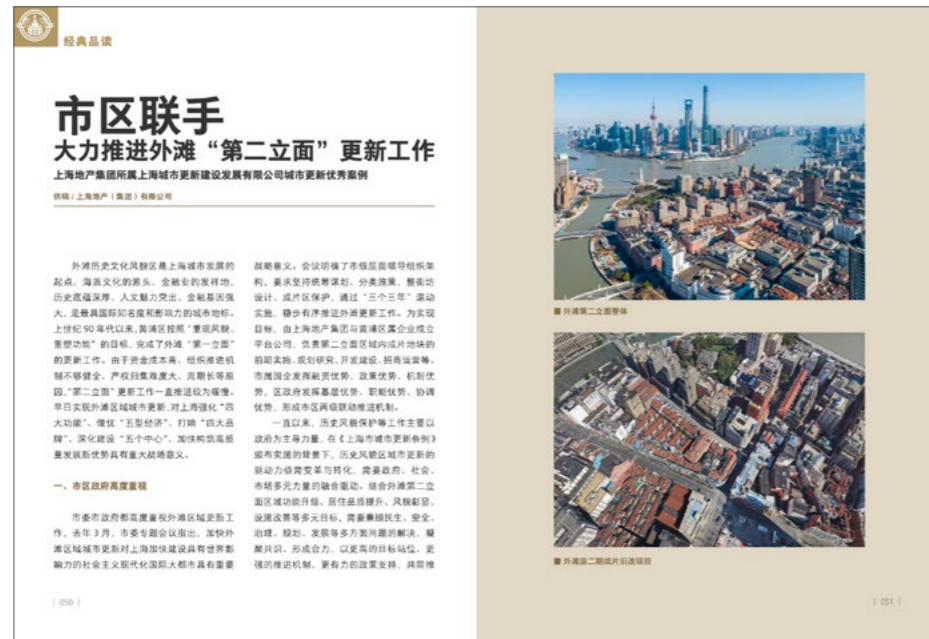 经典品读
市区联手
大力推进外滩“第二立面”更新工作
上海地产集团所属上海城市更新建设发展有限公司城市更新优秀案例
供稿 / 上海地产（集团）有限公司
外滩历史文化风貌区是上海城市发展的
起点、海派文化的源头、金融业的发祥地，
历史底蕴深厚、人文魅力突出、金融基因强
大，是最具国际知名度和影响力的城市地标。
上世纪 90 年代以来，黄浦区按照“重现风貌、
重塑功能”的目标，完成了外滩“第一立面”
的更新工作。由于资金成本高、组织推进机
制不够健全、产权归集难度大、周期长等原
因，“第二立面”更新工作一直推进较为缓慢。
早日实现外滩区域城市更新，对上海强化“四
大功能”、做优“五型经济”、打响“四大品
牌”、深化建设“五个中心”、加快构筑高质
量发展新优势具有重大战略意义。
一、市区政府高度重视
市委市政府都高度重视外滩区域更新工
作，去年 3 月，市委专题会议指出，加快外
滩区域城市更新对上海加快建设具有世界影
响力的社会主义现代化国际大都市具有重要
战略意义。会议明确了市级层面领导组织架
构，要求坚持统筹谋划、分类施策、整街坊
设计、成片区保护，通过“三个三年”滚动
实施，稳步有序推进外滩更新工作。为实现
目标，由上海地产集团与黄浦区属企业成立
平台公司，负责第二立面区域内成片地块的
前期实施、规划研究、开发建设、招商运营等。
市属国企发挥融资优势、政策优势、机制优
势，区政府发挥基层优势、职能优势、协调
优势，形成市区两级联动推进机制。
一直以来，历史风貌保护等工作主要以
政府为主导力量，在《上海市城市更新条例》
颁布实施的背景下，历史风貌区城市更新的
驱动力亟需变革与转化，需要政府、社会、
市场多元力量的融合驱动。结合外滩第二立
面区域功能升级、居住品质提升、风貌彰显、
设施改善等多元目标，需要兼顾民生、安全、
治理、规划、发展等多方面问题的解决，凝
聚共识、形成合力，以更高的目标站位、更
强的推进机制、更有力的政策支持，共同推
| 050 |
■ 外滩第二立面整体
■ 外滩源二期成片旧改项目
| 051 |